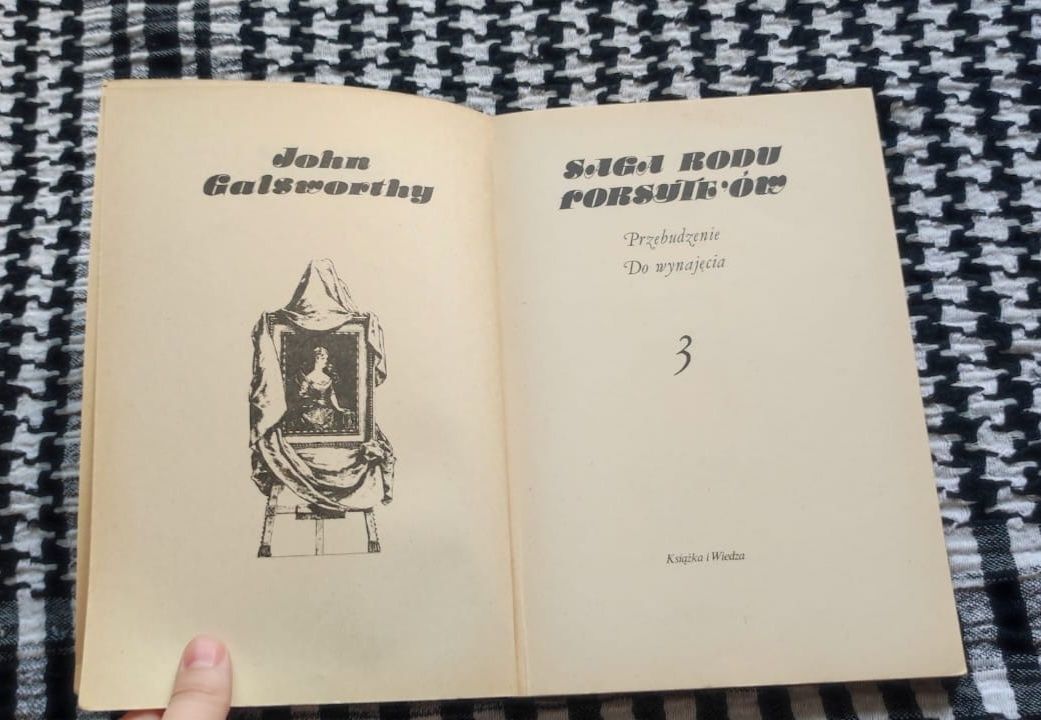 John
Galsworthy
SAGA RODU
FORSYTE'ÓW
Przebudzenie
Do wynajęcia
3
Książka i Wiedza